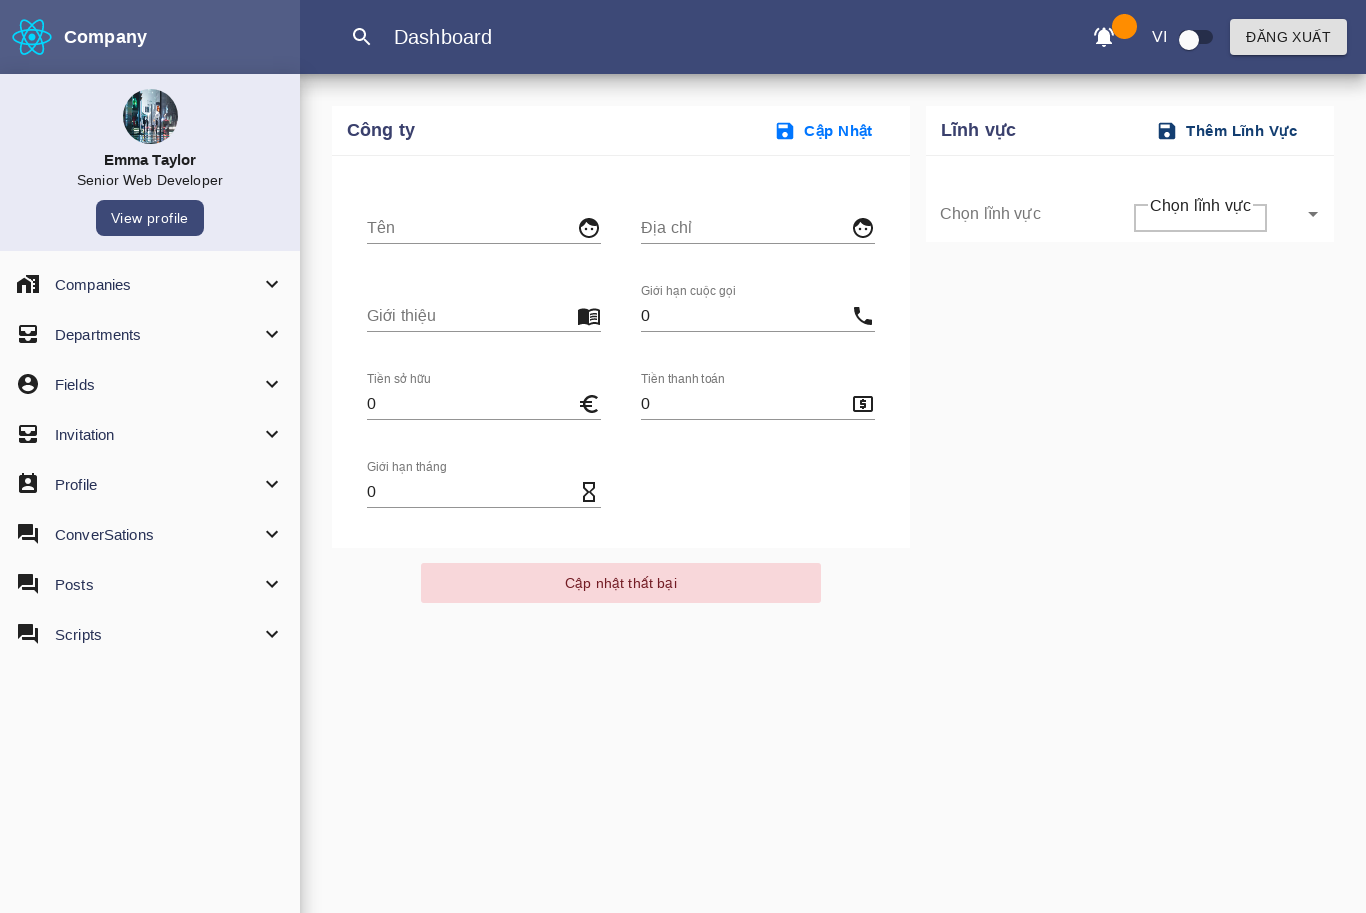 Company
Dashboard
VI
ĐĂNG XUẤT
Emma Taylor
Senior Web Developer
View profile
Companies
Departments
Fields
Invitation
Profile
ConverSations
Posts
Scripts
Công ty
Cập Nhật
Tên
Địa chỉ
Giới thiệu
Giới hạn cuộc gọi
0
Tiền sở hữu
0
Tiền thanh toán
0
Giới hạn tháng
0
Cập nhật thất bại
Lĩnh vực
Thêm Lĩnh Vực
Chọn lĩnh vực
Chọn lĩnh vực